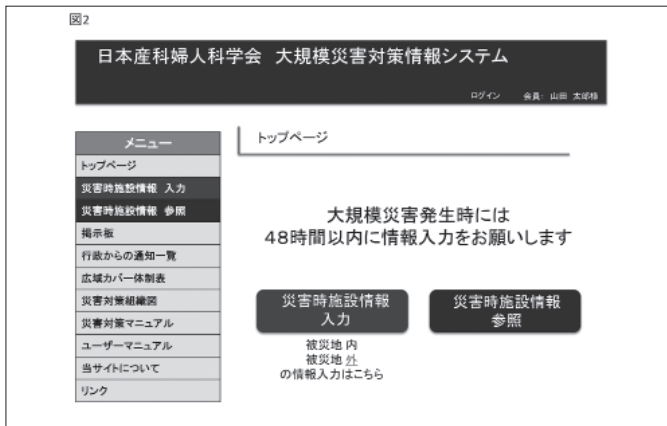 図2
日本産科婦人科学会 大規模災害対策情報システム
ログイン 会員: 山田 太郎様
メニュー
トップページ
災害時施設情報 入力
災害時施設情報 参照
掲示板
行政からの通知一覧
広域カバー体制表
災害対策組織図
災害対策マニュアル
ユーザーマニュアル
当サイトについて
リンク
トップページ
大規模災害発生時には
48時間以内に情報入力をお願いします
災害時施設情報
入力
被災地 内
被災地 外
の情報入力はこちら
災害時施設情報
参照